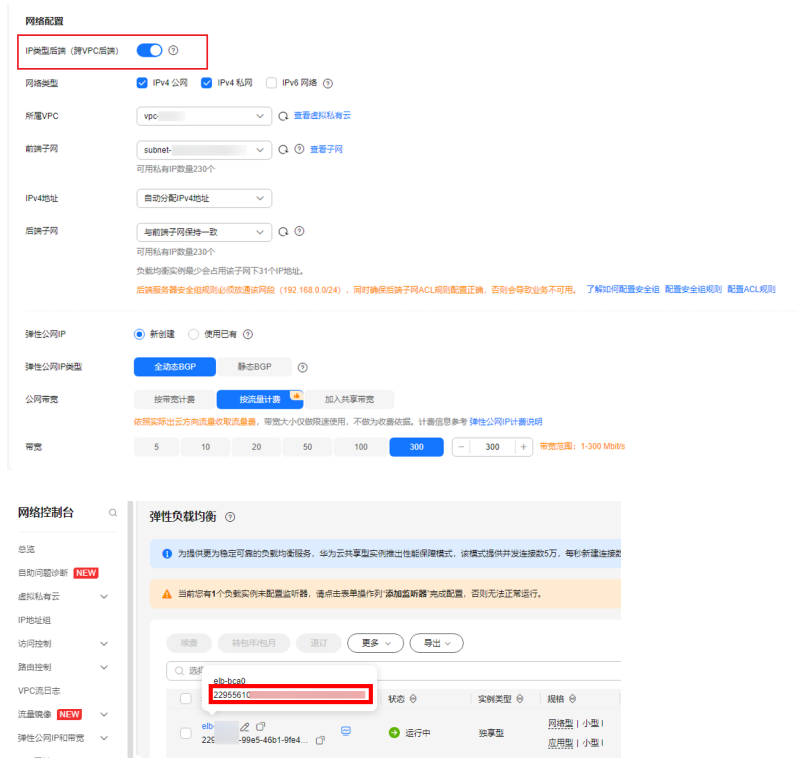 网络配置
IP类型后端（跨VPC后端）
网络类型 IPv4 公网 IPv4 私网 IPv6 网络
所属VPC vpc- 查看虚拟私有云
前端子网 subnet- 查看子网
可用私有IP数量230个
IPv4地址 自动分配IPv4地址
后端子网 与前端子网保持一致
可用私有IP数量230个
负载均衡实例最少会占用该子网下31个IP地址。
后端服务器安全组规则必须放通该网段（192.168.0.0/24），同时确保后端子网ACL规则配置正确，否则会导致业务不可用。 了解如何配置安全组 配置安全组规则 配置ACL规则
弹性公网IP 新创建 使用已有
弹性公网IP类型 全动态BGP 静态BGP
公网带宽 按带宽计费 按流量计费 加入共享带宽
依照实际出云方向流量收取流量费，带宽大小仅做限速使用，不做为收费依据。计费信息参考 弹性公网IP计费说明
带宽 5 10 20 50 100 300 − 300 + 带宽范围：1-300 Mbit/s
网络控制台
总览
自助问题诊断 NEW
虚拟私有云
IP地址组
访问控制
路由控制
VPC流日志
流量镜像 NEW
弹性公网IP和带宽
弹性负载均衡
为提供更为稳定可靠的负载均衡服务，华为云共享型实例推出性能保障模式，该模式提供并发连接数5万，每秒新建连接数
当前您有1个负载实例未配置监听器，请点击表单操作列“添加监听器”完成配置，否则无法正常运行。
续费 转包年/包月 退订 更多 导出
选择
elb-bca0
22955610
状态 实例类型 规格
elb-
229 -99e5-46b1-9fe4...
运行中 独享型
网络型 | 小型 I
应用型 | 小型 I